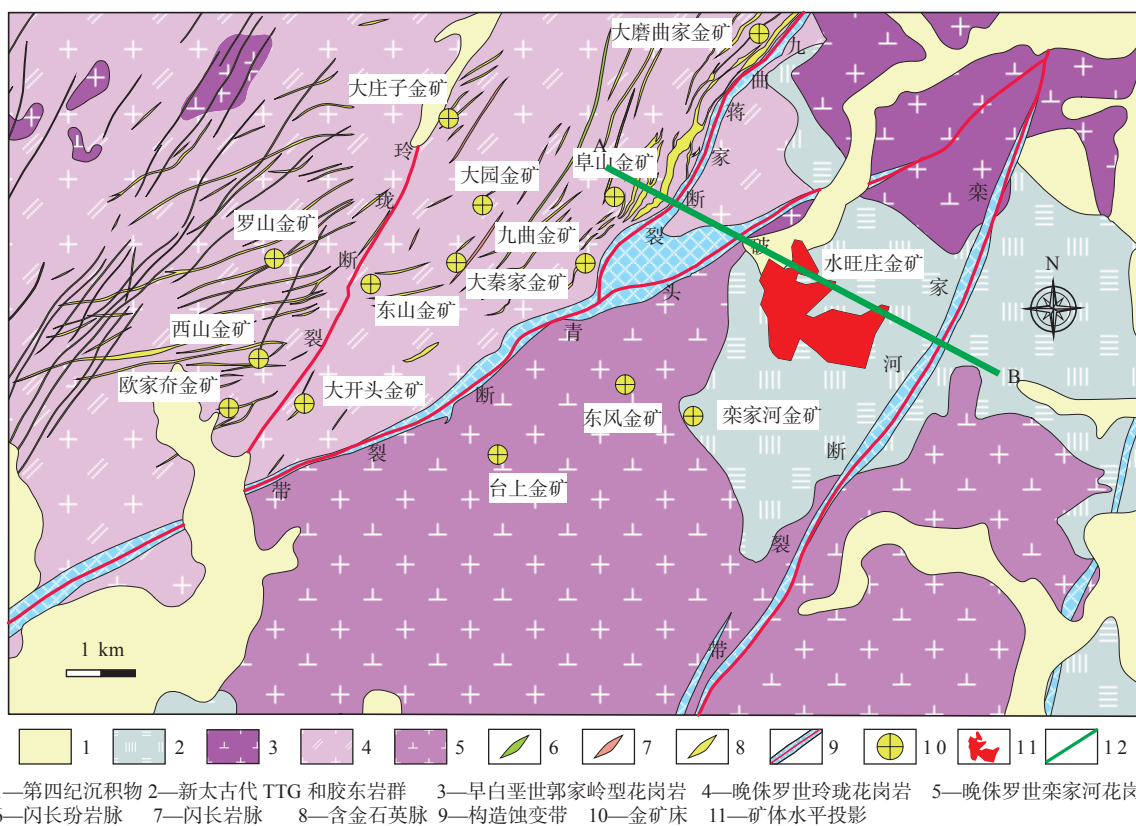 大磨曲家金矿
九
曲
蒋
家
断
裂
大庄子金矿
玲
珑
断
裂
A
阜山金矿
大园金矿
罗山金矿
九曲金矿
大秦家金矿
东山金矿
破
头
青
断
裂
带
水旺庄金矿
栾
家
河
断
裂
带
N
西山金矿
欧家夼金矿
大开头金矿
东风金矿
栾家河金矿
B
台上金矿
1 km
1 2 3 4 5 6 7 8 9 10 11 12
—第四纪沉积物 2—新太古代 TTG 和胶东岩群 3—早白垩世郭家岭型花岗岩 4—晚侏罗世玲珑花岗岩 5—晚侏罗世栾家河花岗
6—闪长玢岩脉 7—闪长岩脉 8—含金石英脉 9—构造蚀变带 10—金矿床 11—矿体水平投影